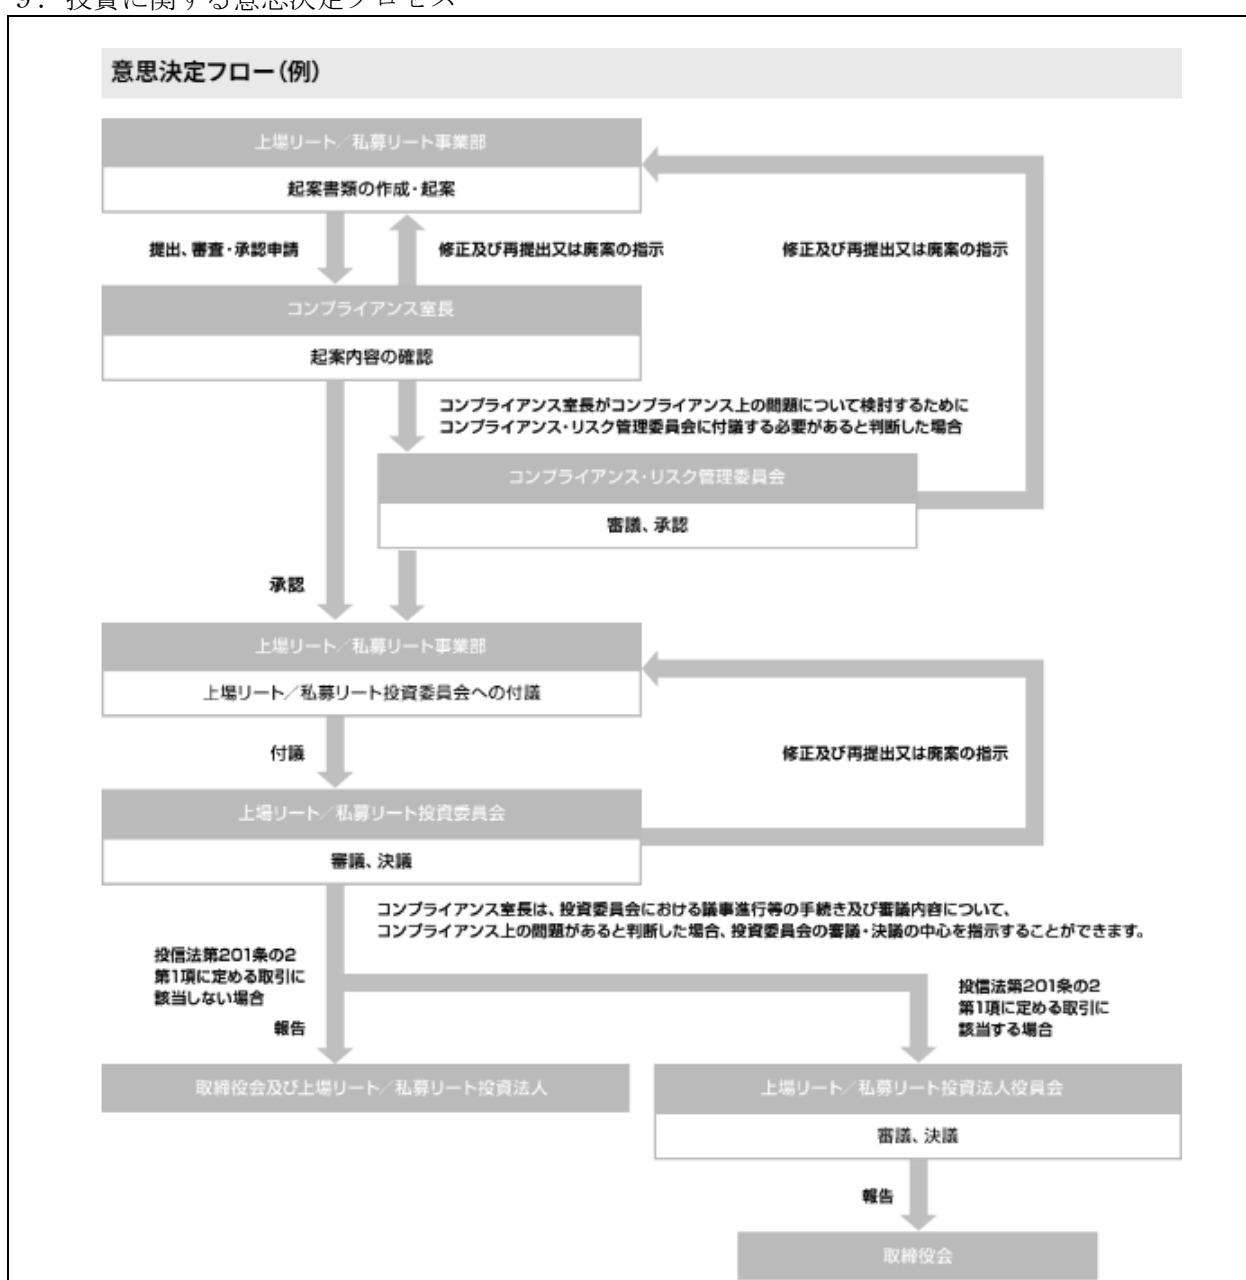 9．投資に関する意思決定プロセス
意思決定フロー（例）
上場リート／私募リート事業部
起案書類の作成・起案
提出、審査・承認申請
修正及び再提出又は廃案の指示
修正及び再提出又は廃案の指示
コンプライアンス室長
起案内容の確認
コンプライアンス室長がコンプライアンス上の問題について検討するために
コンプライアンス・リスク管理委員会に付議する必要があると判断した場合
コンプライアンス・リスク管理委員会
審議、承認
承認
上場リート／私募リート事業部
上場リート／私募リート投資委員会への付議
付議
修正及び再提出又は廃案の指示
上場リート／私募リート投資委員会
審議、決議
コンプライアンス室長は、投資委員会における議事進行等の手続き及び審議内容について、
コンプライアンス上の問題があると判断した場合、投資委員会の審議・決議の中心を指示することができます。
投信法第201条の2
第1項に定める取引に
該当しない場合
報告
投信法第201条の2
第1項に定める取引に
該当する場合
取締役会及び上場リート／私募リート投資法人
上場リート／私募リート投資法人役員会
審議、決議
報告
取締役会